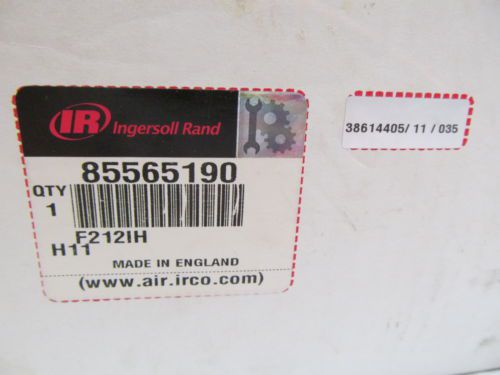 IR Ingersoll Rand
85565190
QTY
1
F212IH
H11
MADE IN ENGLAND
(www.air.irco.com)
38614405/ 11 / 035